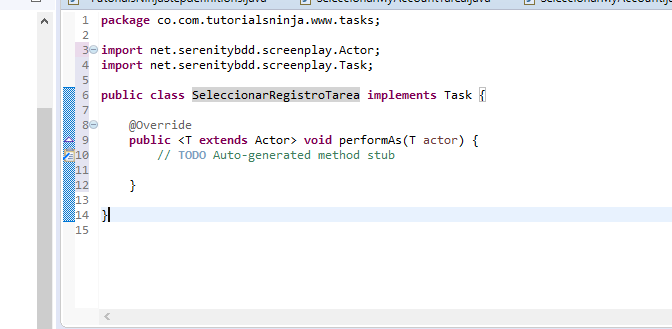 1 package co.com.tutorialsninja.www.tasks;
2
3 import net.serenitybdd.screenplay.Actor;
4 import net.serenitybdd.screenplay.Task;
5
6 public class SeleccionarRegistroTarea implements Task {
7
8 @Override
9 public <T extends Actor> void performAs(T actor) {
10 // TODO Auto-generated method stub
11
12 }
13
14 }
15